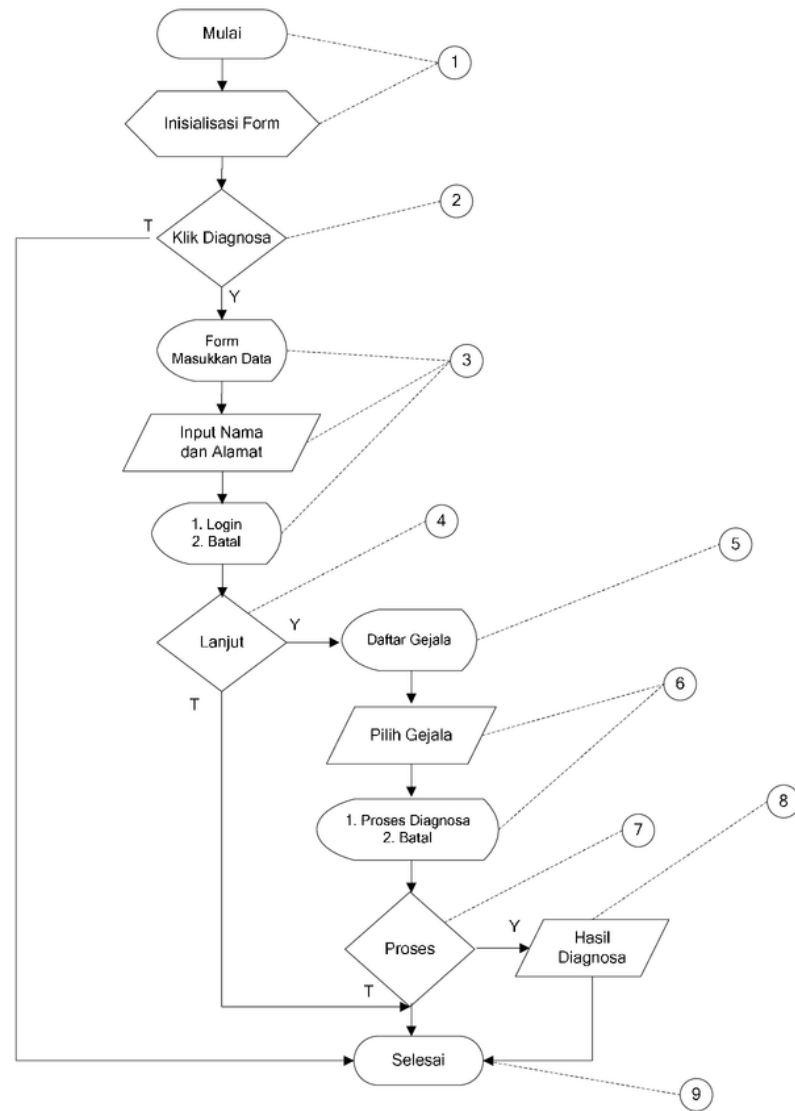 Mulai
1
Inisialisasi Form
2
T
Klik Diagnosa
Y
Form
Masukkan Data
3
Input Nama
dan Alamat
1. Login
2. Batal
4
5
Lanjut
Y
Daftar Gejala
T
6
Pilih Gejala
8
1. Proses Diagnosa
2. Batal
7
Proses
Y
Hasil
Diagnosa
T
Selesai
9